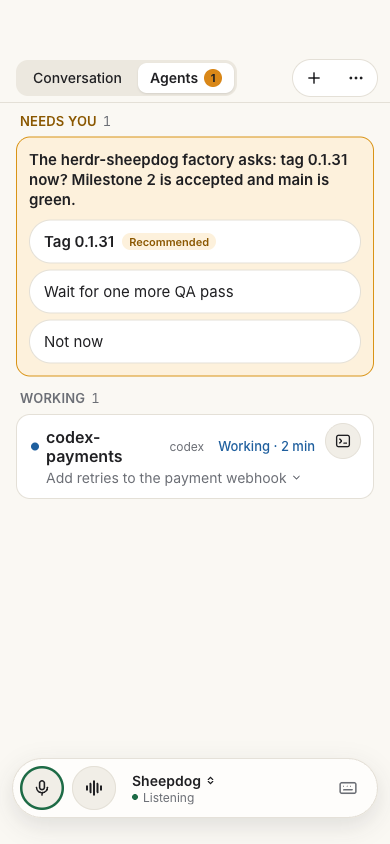 Conversation
Agents 1
NEEDS YOU 1
The herdr-sheepdog factory asks: tag 0.1.31
now? Milestone 2 is accepted and main is
green.
Tag 0.1.31 Recommended
Wait for one more QA pass
Not now
WORKING 1
codex-
payments
codex
Working · 2 min
Add retries to the payment webhook
Sheepdog
Listening